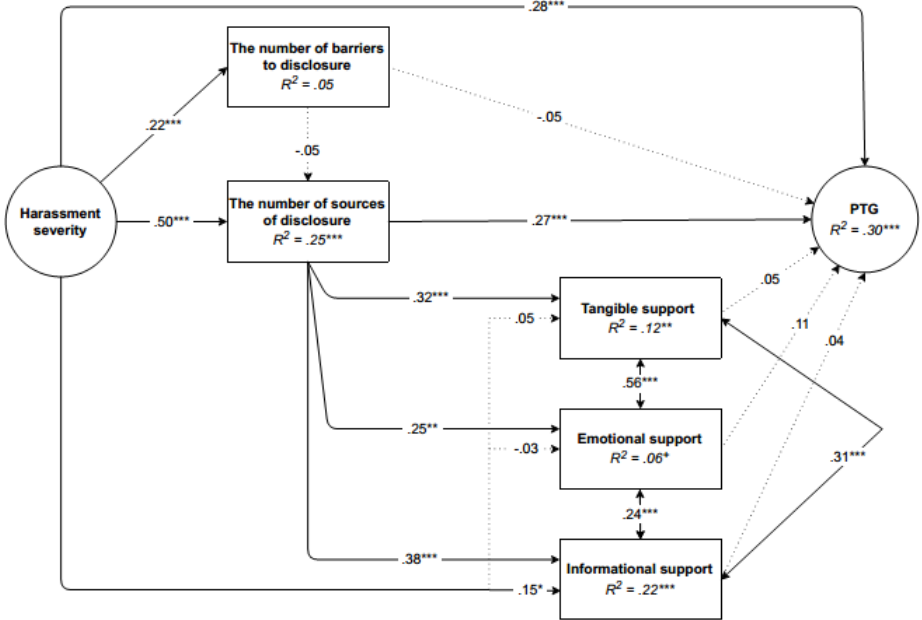 .28***
The number of barriers
to disclosure
R² = .05
.22***
-.05
-.05
Harassment
severity
.50***
The number of sources
of disclosure
R² = .25***
.27***
PTG
R² = .30***
.32***
.05
Tangible support
R² = .12**
.05
.11
.04
.56***
.25**
-.03
Emotional support
R² = .06+
.31***
.24***
.38***
.15*
Informational support
R² = .22***